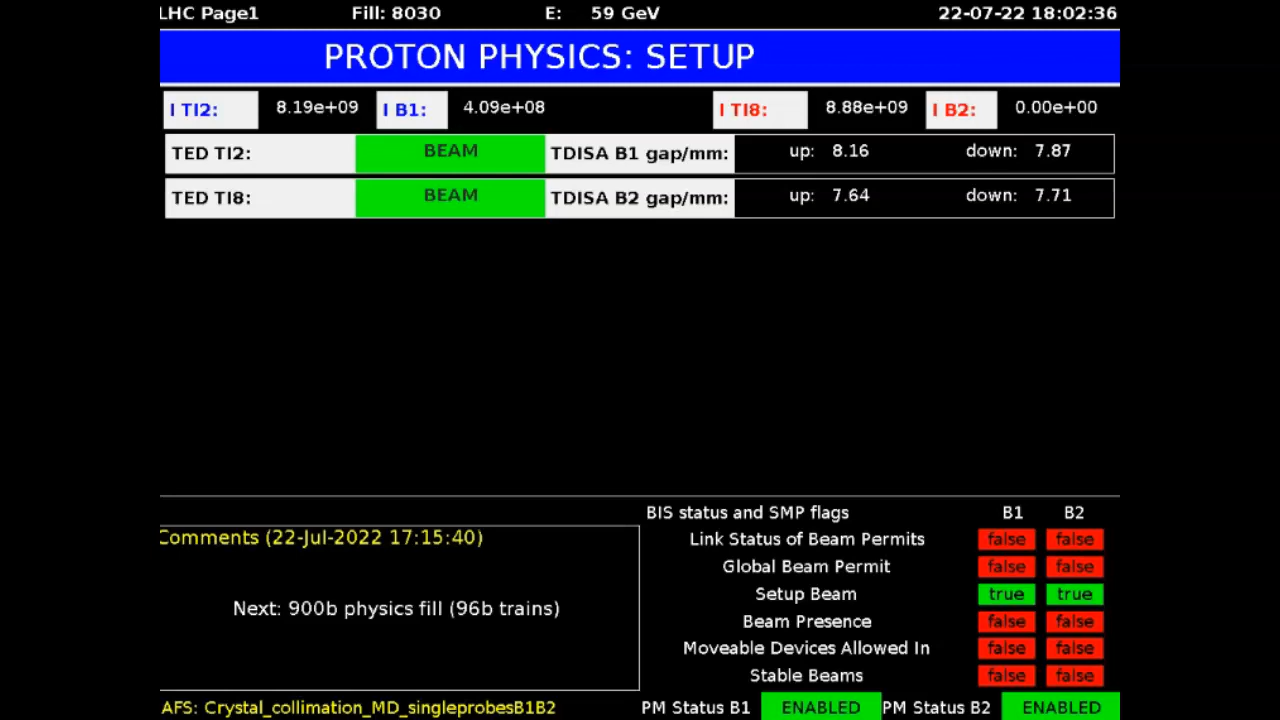 LHC Page1 Fill: 8030 E: 59 GeV 22-07-22 18:02:36
PROTON PHYSICS: SETUP
I TI2: 8.19e+09 I B1: 4.09e+08 I TI8: 8.88e+09 I B2: 0.00e+00
TED TI2: BEAM TDISA B1 gap/mm: up: 8.16 down: 7.87
TED TI8: BEAM TDISA B2 gap/mm: up: 7.64 down: 7.71
Comments (22-Jul-2022 17:15:40)
Next: 900b physics fill (96b trains)
BIS status and SMP flags B1 B2
Link Status of Beam Permits false false
Global Beam Permit false false
Setup Beam true true
Beam Presence false false
Moveable Devices Allowed In false false
Stable Beams false false
AFS: Crystal_collimation_MD_singleprobesB1B2 PM Status B1 ENABLED PM Status B2 ENABLED